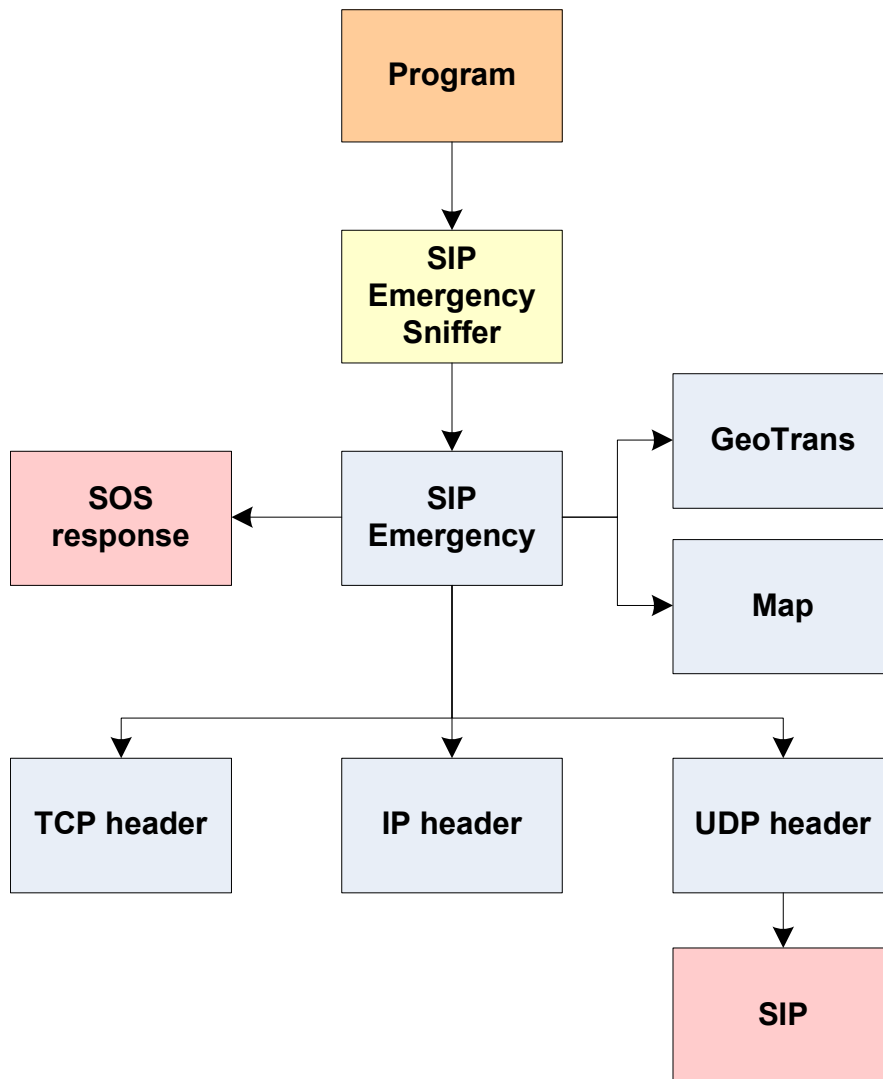 Program
SIP
Emergency
Sniffer
GeoTrans
SOS
response
SIP
Emergency
Map
TCP header
IP header
UDP header
SIP